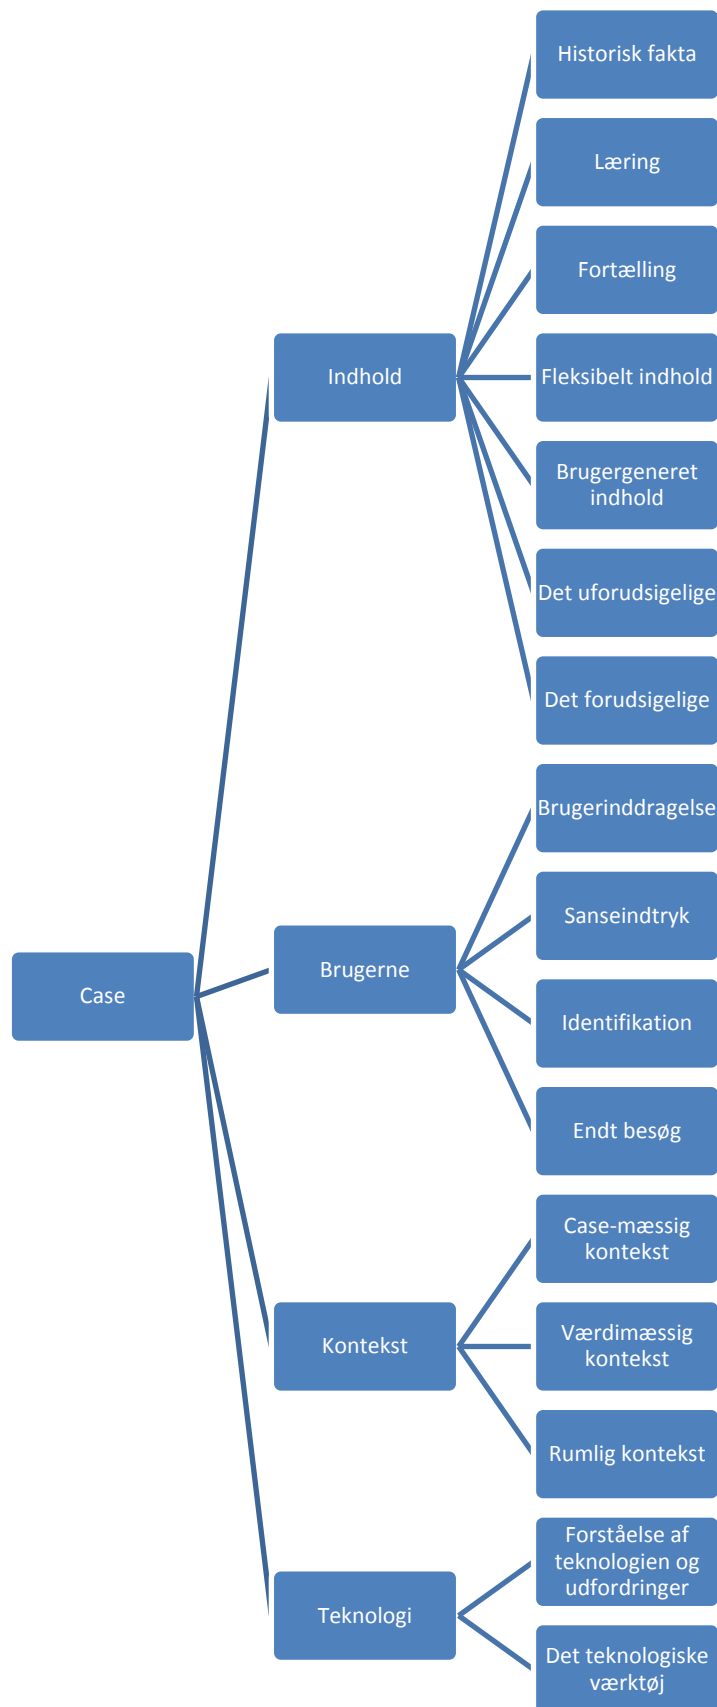 Case
Indhold
Historisk fakta
Læring
Fortælling
Fleksibelt indhold
Brugergeneret
indhold
Det uforudsigelige
Det forudsigelige
Brugerne
Brugerinddragelse
Sanseindtryk
Identifikation
Endt besøg
Kontekst
Case-mæssig
kontekst
Værdimæssig
kontekst
Rumlig kontekst
Teknologi
Forståelse af
teknologien og
udfordringer
Det teknologiske
værktøj